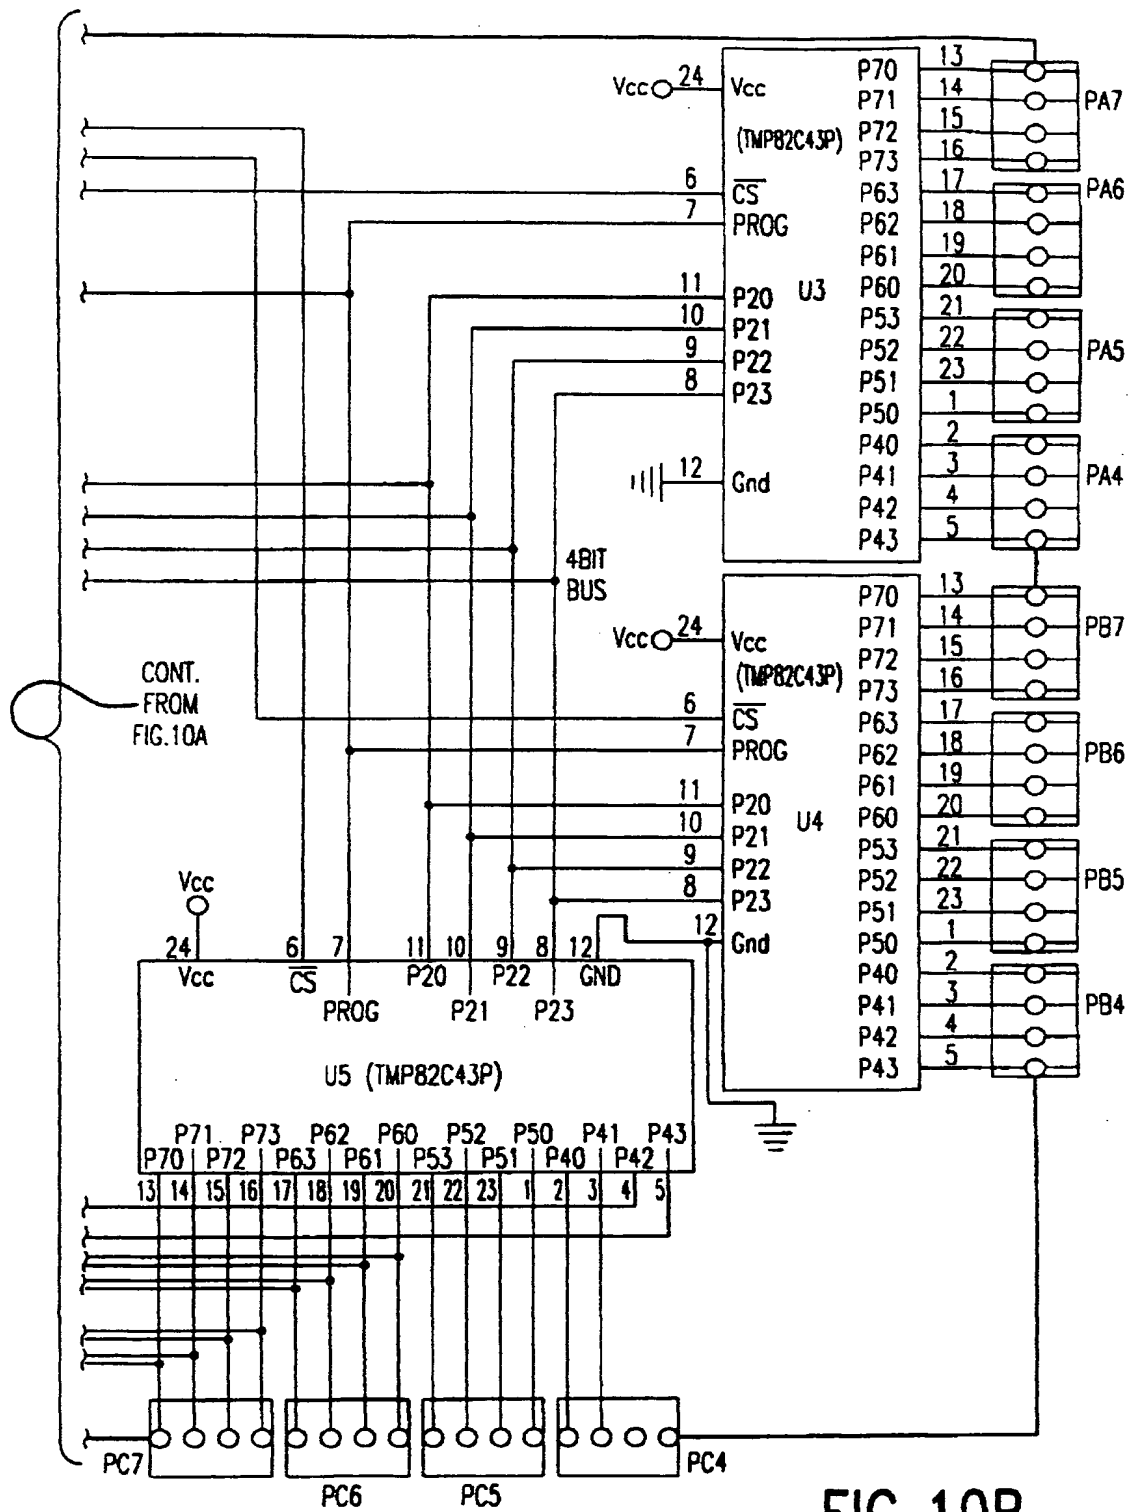 13
P70
24
Vcc
Vcc
14
P71
PA7
(TMP82C43P)
15
P72
16
P73
6
CS
17
P63
PA6
7
PROG
18
P62
19
P61
11
P20
U3
20
P60
10
P21
21
P53
9
P22
22
P52
PA5
8
P23
23
P51
1
P50
2
P40
12
Gnd
3
P41
PA4
4
P42
5
P43
4BIT
BUS
13
P70
24
Vcc
Vcc
14
P71
PB7
(TMP82C43P)
15
P72
16
P73
CONT.
FROM
FIG.10A
6
CS
17
P63
7
PROG
18
P62
PB6
19
P61
11
P20
U4
20
P60
10
P21
21
P53
9
P22
22
P52
PB5
8
P23
23
P51
12
Gnd
1
P50
2
P40
3
P41
PB4
4
P42
5
P43
Vcc
24 6 7 11 10 9 8 12
Vcc CS P20 P22 GND
PROG P21 P23
U5 (TMP82C43P)
P71 P73 P62 P60 P52 P50 P41 P43
P70 P72 P63 P61 P53 P51 P40 P42
13 14 15 16 17 18 19 20 21 22 23 1 2 3 4 5
PC7 PC4
PC6 PC5
FIG. 10B